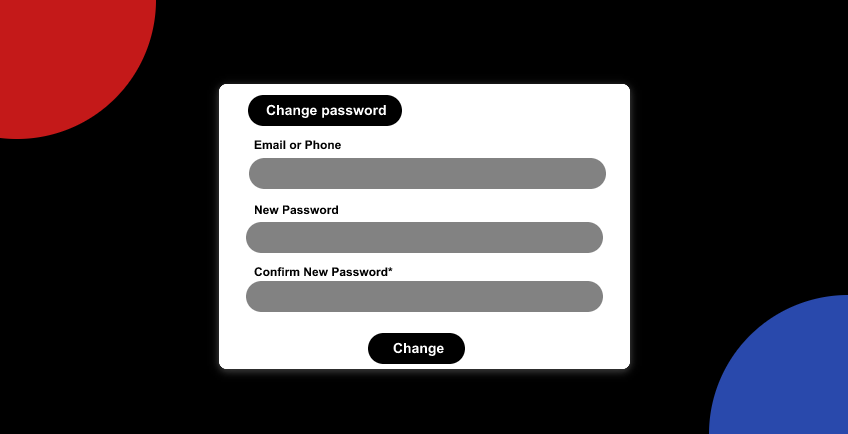 Change password
Email or Phone
New Password
Confirm New Password*
Change